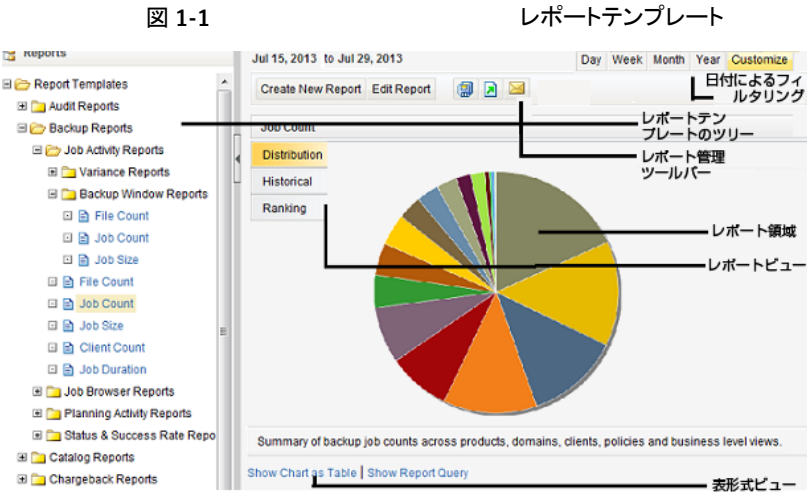 図 1-1
レポートテンプレート
Reports
Jul 15, 2013 to Jul 29, 2013
Day Week Month Year Customize
Create New Report Edit Report
日付によるフィ
ルタリング
Report Templates
Audit Reports
Backup Reports
Job Activity Reports
Variance Reports
Backup Window Reports
File Count
Job Count
Job Size
File Count
Job Count
Job Size
Client Count
Job Duration
Job Browser Reports
Planning Activity Reports
Status & Success Rate Repo
Catalog Reports
Chargeback Reports
レポートテン
プレートのツリー
Job Count
レポート管理
ツールバー
Distribution
Historical
Ranking
レポート領域
レポートビュー
Summary of backup job counts across products, domains, clients, policies and business level views.
Show Chart as Table | Show Report Query
表形式ビュー